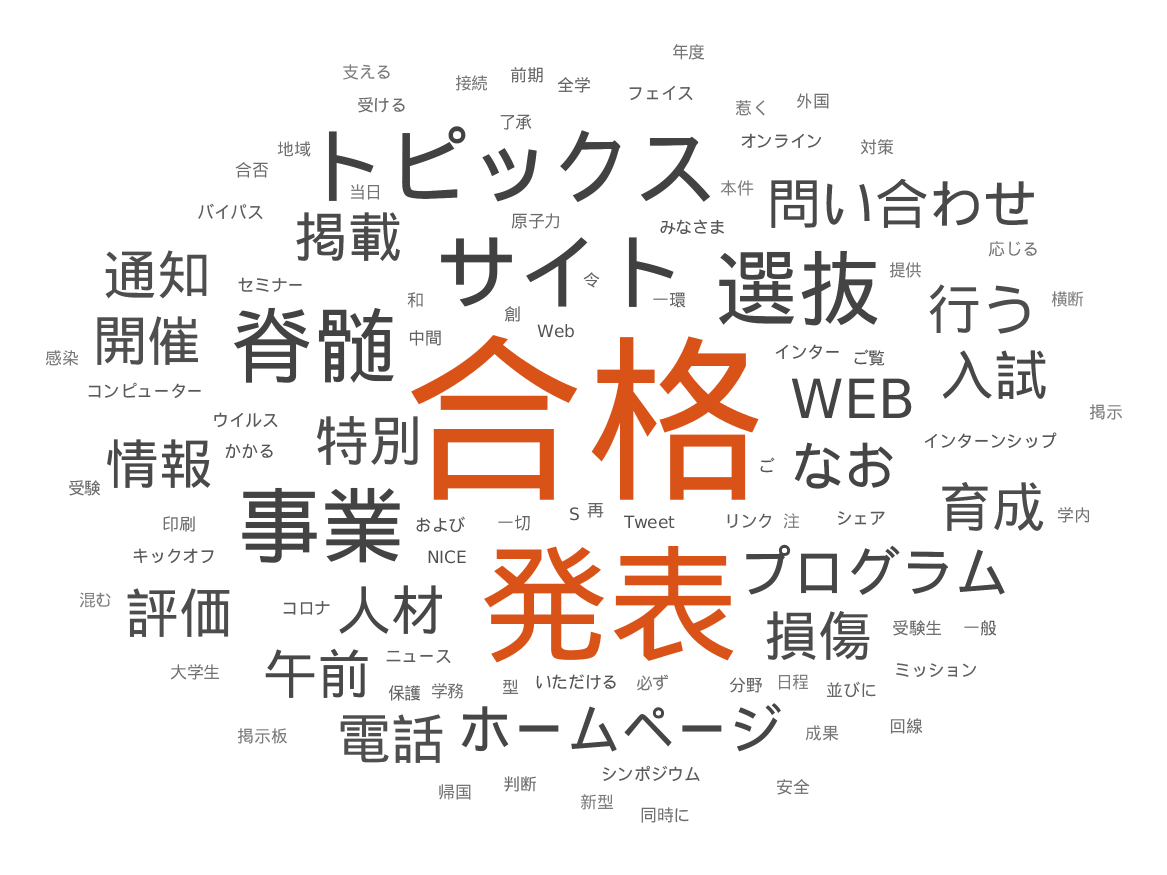 年度
支える
接続
前期
全学
フェイス
受ける
惹く
外国
了承
地域
トピックス
オンライン
対策
合否
当日
本件
問い合わせ
バイパス
掲載
原子力
みなさま
通知
セミナー
サイト
選抜
提供
応じる
行う
横断
和
令
一環
創
Web
中間
開催
脊髄
感染
コンピューター
合格
インター
ご覧
入試
WEB
掲示
ウイルス
かかる
特別
情報
受験
なお
インターンシップ
ご
印刷
事業
および
一切
S
再
Tweet
リンク
注
シェア
育成
学内
キックオフ
NICE
発表
プログラム
混む
評価
コロナ
人材
損傷
受験生
一般
大学生
午前
ニュース
保護
学務
型
いただける
必ず
分野
日程
並びに
ミッション
掲示板
電話
ホームページ
成果
回線
帰国
判断
シンポジウム
新型
同時に
安全